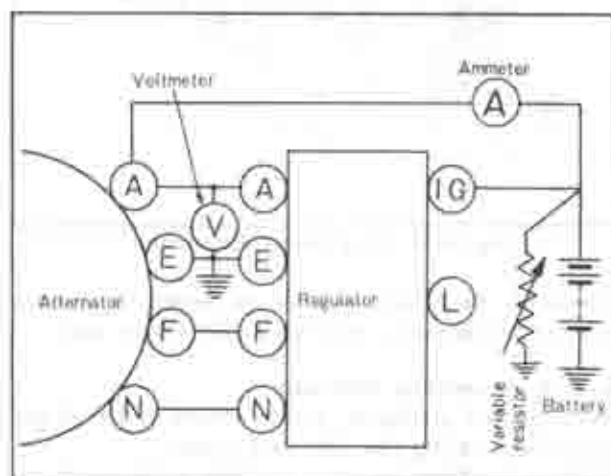 Voltmeter
Ammeter
A
A
A
IG
V
E
E
Alternator
Regulator
L
F
F
N
N
Variable
resistor
Battery